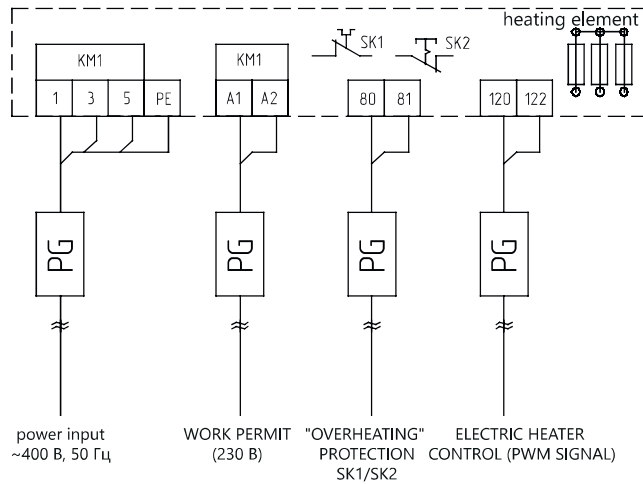 heating element
SK1 SK2
KM1 KM1
1 3 5 PE A1 A2 80 81 120 122
PG PG PG PG
power input
~400 В, 50 Гц
WORK PERMIT
(230 В)
"OVERHEATING"
PROTECTION
SK1/SK2
ELECTRIC HEATER
CONTROL (PWM SIGNAL)